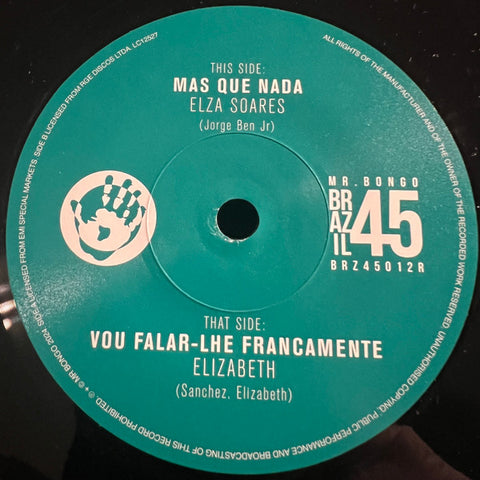 THIS SIDE:
MAS QUE NADA
ELZA SOARES
(Jorge Ben Jr)
MR.BONGO
BRAZIL 45
BRZ45012R
THAT SIDE:
VOU FALAR-LHE FRANCAMENTE
ELIZABETH
(Sanchez, Elizabeth)
℗ + © MR BONGO 2024 SIDE A LICENSED FROM EMI SPECIAL MARKETS SIDE B LICENSED FROM RGE DISCOS LTDA. LC12527
ALL RIGHTS OF THE MANUFACTURER AND OF THE OWNER OF THE RECORDED WORK RESERVED. UNAUTHORISED COPYING, PUBLIC PERFORMANCE AND BROADCASTING OF THIS RECORD PROHIBITED